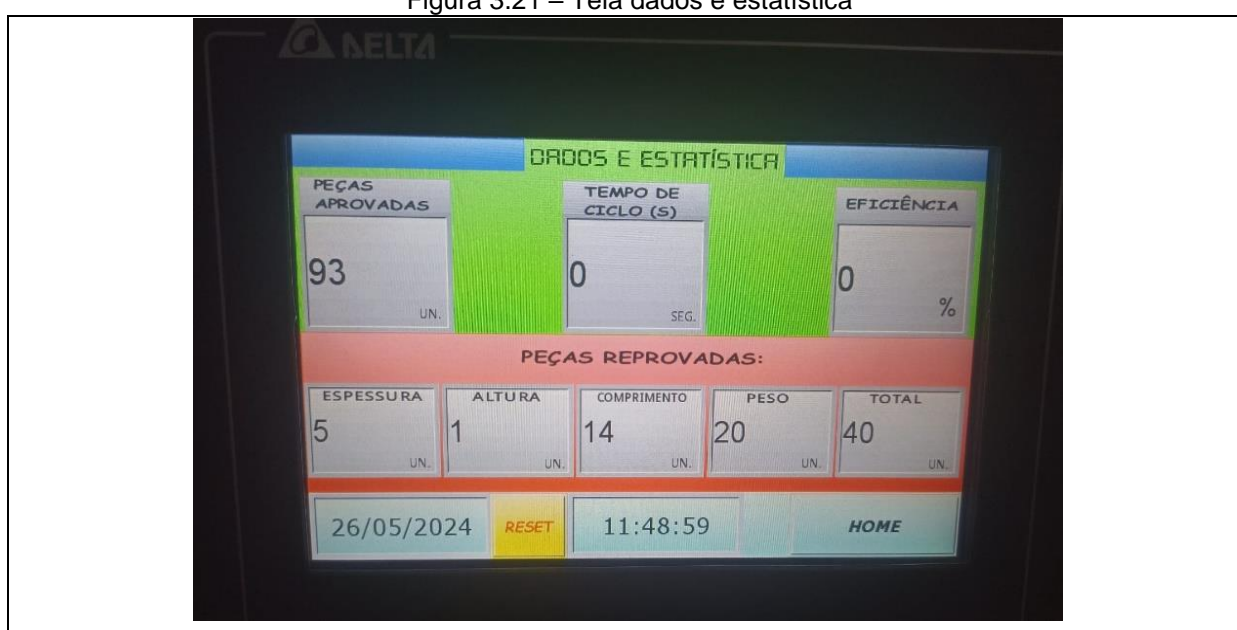 Figura 3.21 – Tela dados e estatística
DELTA
DADOS E ESTATÍSTICA
PEÇAS
APROVADAS
93
UN.
TEMPO DE
CICLO (S)
0
SEG.
EFICIÊNCIA
0
%
PEÇAS REPROVADAS:
ESPESSURA
5
UN.
ALTURA
1
UN.
COMPRIMENTO
14
UN.
PESO
20
UN.
TOTAL
40
UN.
26/05/2024
RESET
11:48:59
HOME